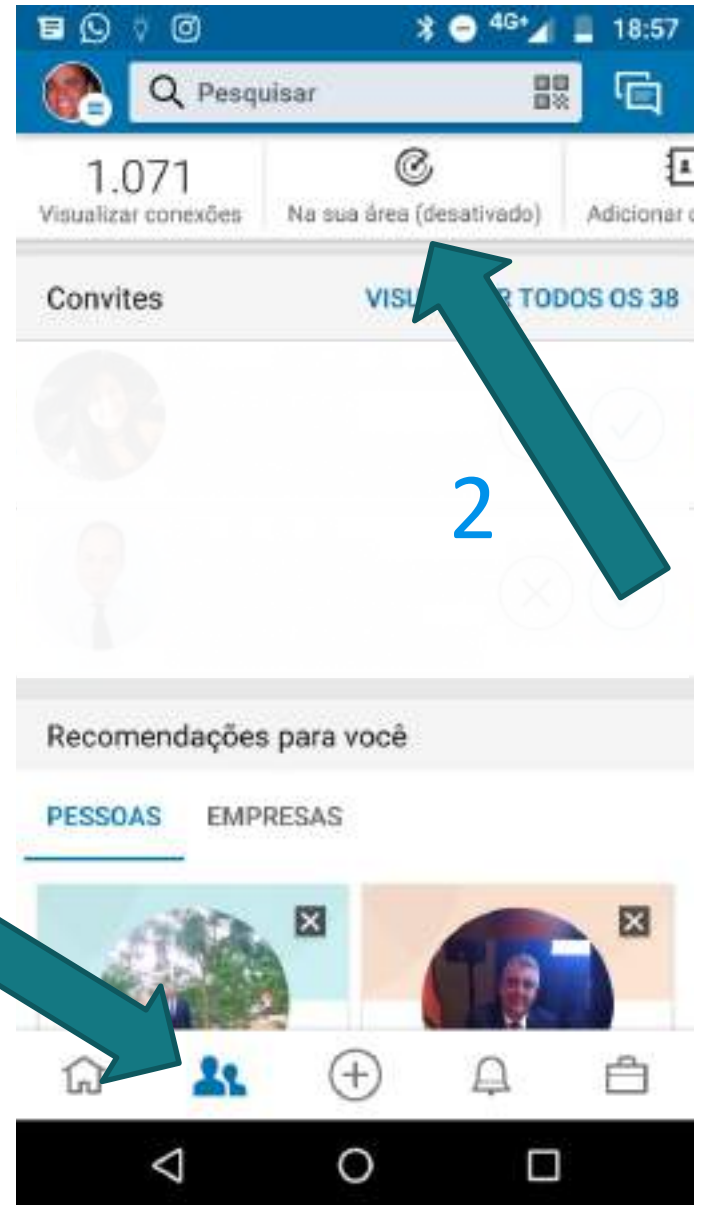 4G+ 18:57
Pesquisar
1.071
Visualizar conexões
Na sua área (desativado)
Adicionar
Convites
TODOS OS 38
2
Recomendações para você
PESSOAS EMPRESAS